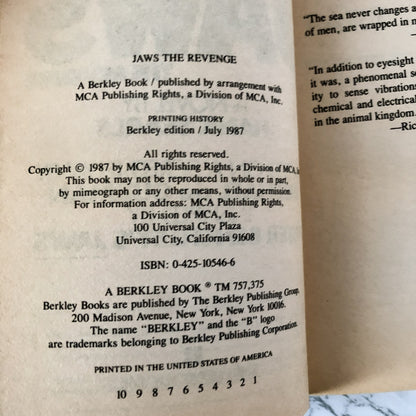 JAWS THE REVENGE
A Berkley Book / published by arrangement with
MCA Publishing Rights, a Division of MCA, Inc.
PRINTING HISTORY
Berkley edition / July 1987
All rights reserved.
Copyright © 1987 by MCA Publishing Rights, a Division of MCA, Inc.
This book may not be reproduced in whole or in part,
by mimeograph or any other means, without permission.
For information address: MCA Publishing Rights,
a Division of MCA, Inc.
100 Universal City Plaza
Universal City, California 91608
ISBN: 0-425-10546-6
A BERKLEY BOOK ® TM 757,375
Berkley Books are published by The Berkley Publishing Group,
200 Madison Avenue, New York, New York 10016.
The name "BERKLEY" and the "B" logo
are trademarks belonging to Berkley Publishing Corporation.
PRINTED IN THE UNITED STATES OF AMERICA
10 9 8 7 6 5 4 3 2 1
"The sea never changes a
of men, are wrapped in m
"In addition to eyesight
it was, a phenomenal s
ity to sense vibrations
chemical and electrical
in the animal kingdom.
—Ric